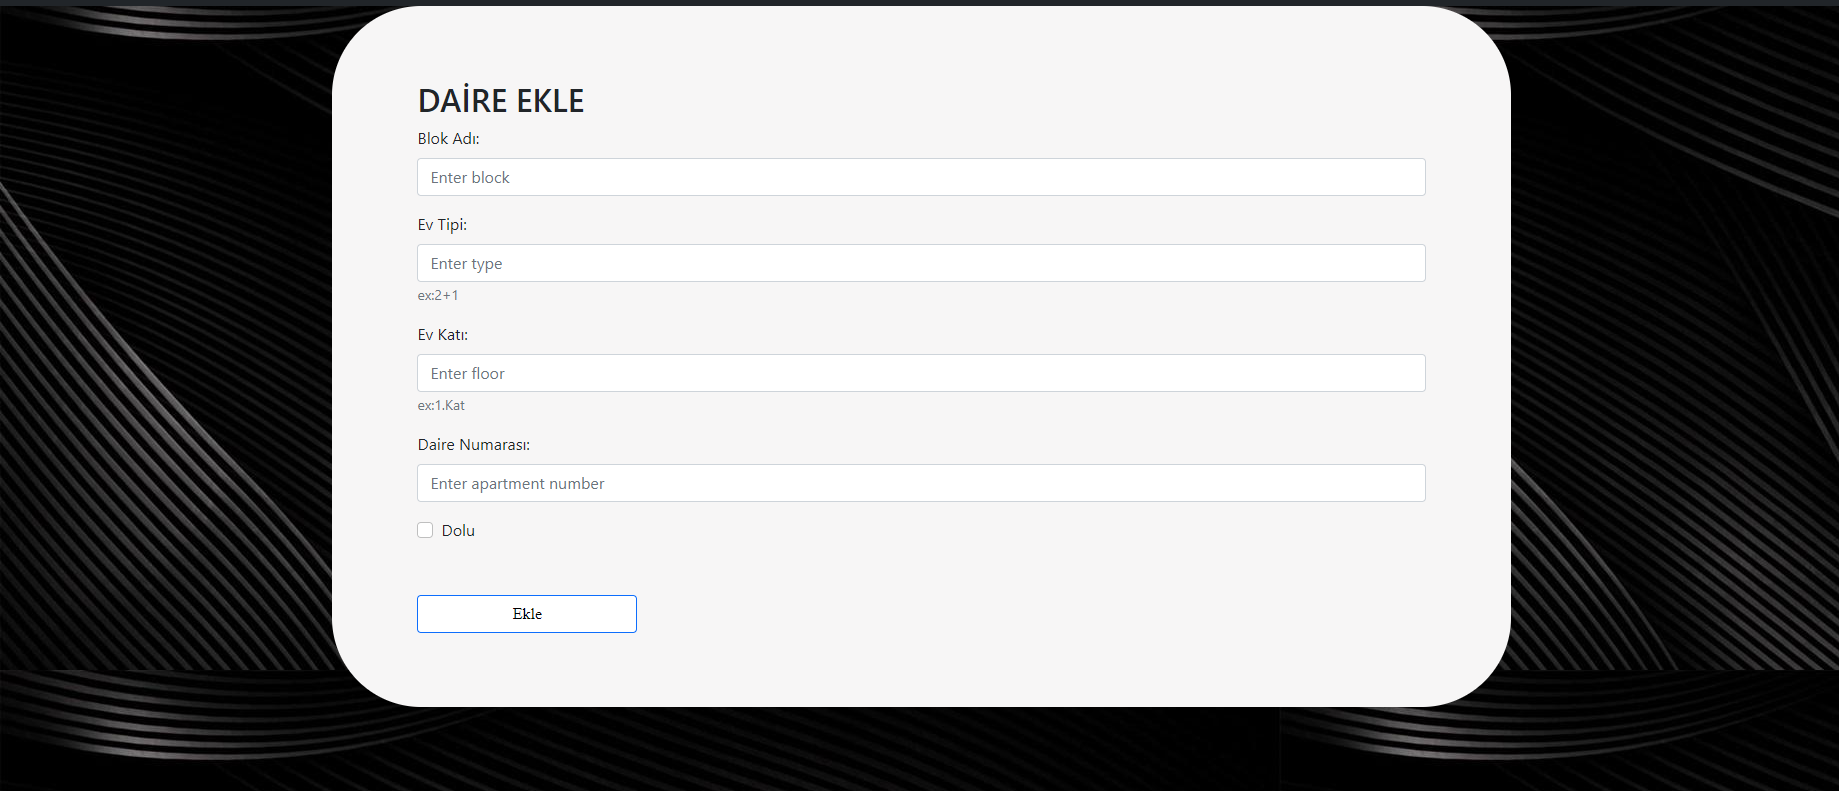 DAİRE EKLE
Blok Adı:
Enter block
Ev Tipi:
Enter type
ex:2+1
Ev Katı:
Enter floor
ex:1.Kat
Daire Numarası:
Enter apartment number
Dolu
Ekle